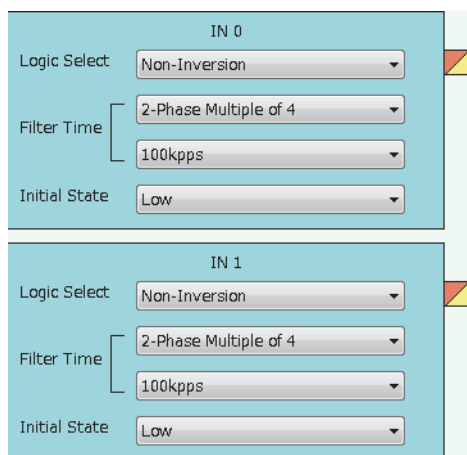 IN 0
Logic Select Non-Inversion
2-Phase Multiple of 4
Filter Time
100kpps
Initial State Low
IN 1
Logic Select Non-Inversion
2-Phase Multiple of 4
Filter Time
100kpps
Initial State Low